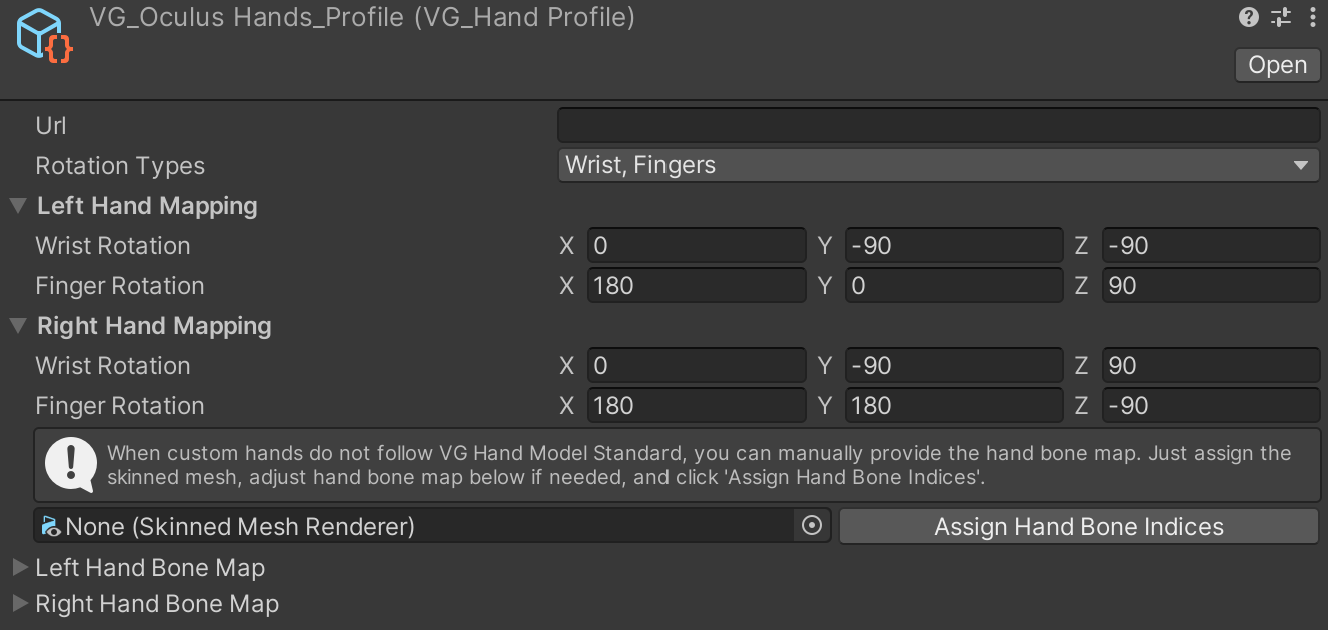 VG_Oculus Hands_Profile (VG_Hand Profile)
Open
Url
Rotation Types Wrist, Fingers
Left Hand Mapping
Wrist Rotation X 0 Y -90 Z -90
Finger Rotation X 180 Y 0 Z 90
Right Hand Mapping
Wrist Rotation X 0 Y -90 Z 90
Finger Rotation X 180 Y 180 Z -90
When custom hands do not follow VG Hand Model Standard, you can manually provide the hand bone map. Just assign the
skinned mesh, adjust hand bone map below if needed, and click 'Assign Hand Bone Indices'.
None (Skinned Mesh Renderer) Assign Hand Bone Indices
Left Hand Bone Map
Right Hand Bone Map